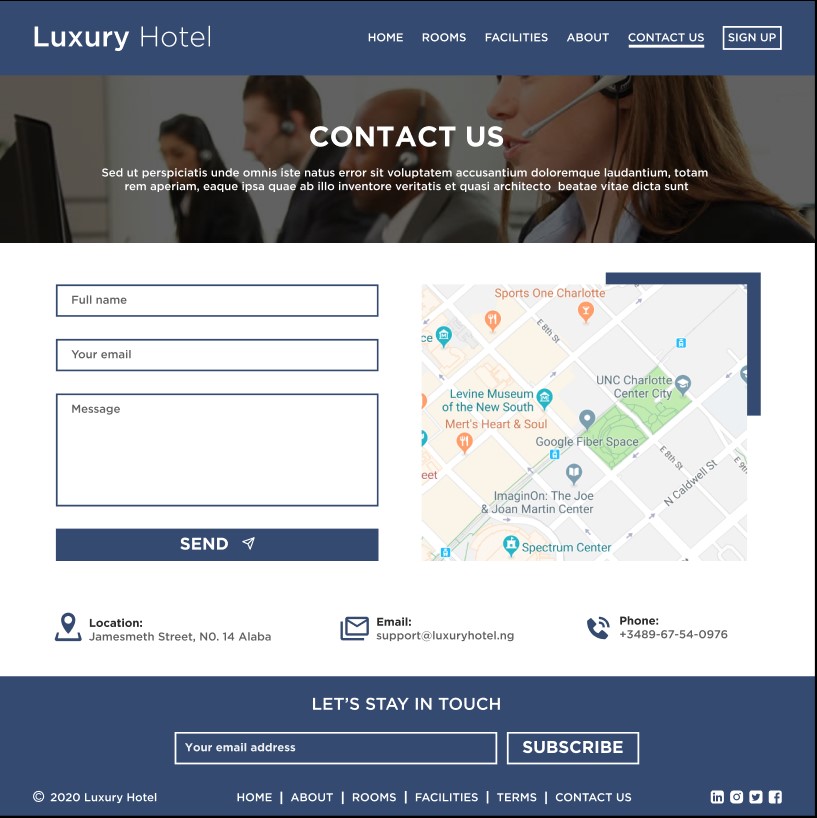 Luxury Hotel
HOME ROOMS FACILITIES ABOUT CONTACT US SIGN UP
CONTACT US
Sed ut perspiciatis unde omnis iste natus error sit voluptatem accusantium doloremque laudantium, totam
rem aperiam, eaque ipsa quae ab illo inventore veritatis et quasi architecto beatae vitae dicta sunt
Full name
Your email
Message
SEND
Sports One Charlotte
E 8th St
ce
UNC Charlotte
Center City
Levine Museum
of the New South
Mert's Heart & Soul
Google Fiber Space
E 8th St
eet
N Caldwell St
ImaginOn: The Joe
& Joan Martin Center
Spectrum Center
Location:
Jamesmeth Street, N0. 14 Alaba
Email:
support@luxuryhotel.ng
Phone:
+3489-67-54-0976
LET'S STAY IN TOUCH
Your email address
SUBSCRIBE
© 2020 Luxury Hotel
HOME | ABOUT | ROOMS | FACILITIES | TERMS | CONTACT US